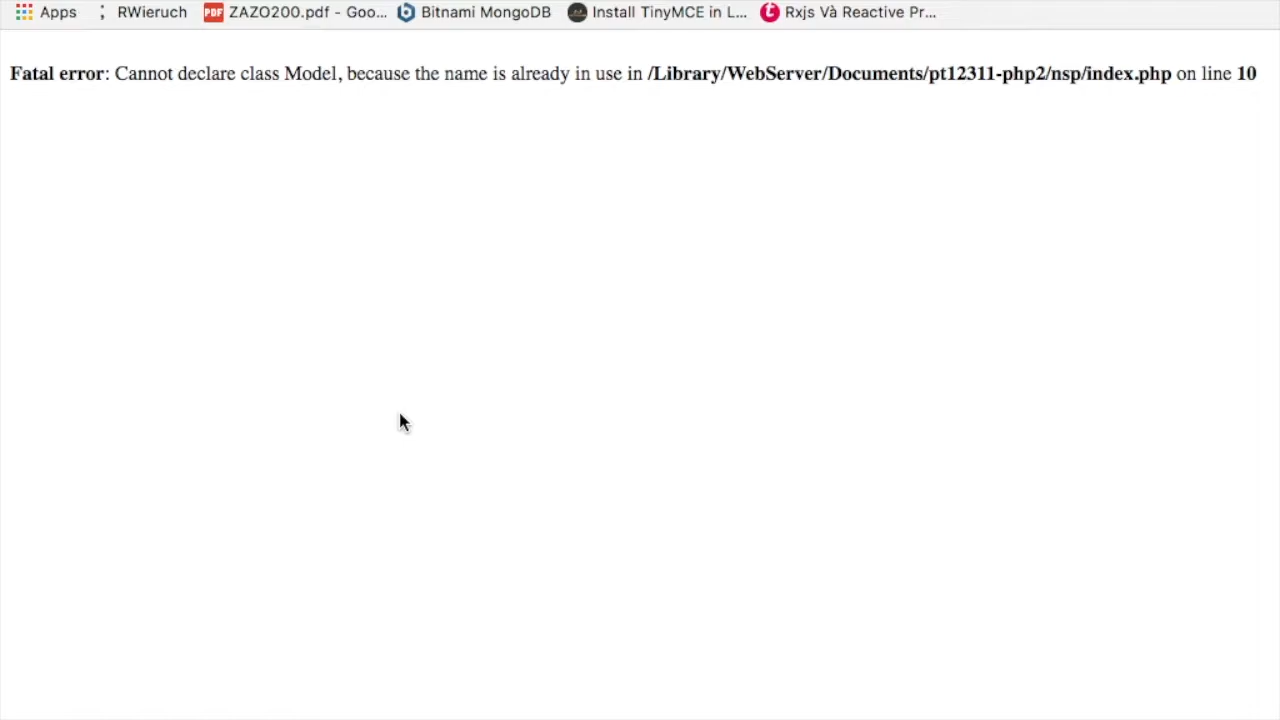 Apps RWieruch PDF ZAZO200.pdf - Goo... Bitnami MongoDB Install TinyMCE in L... t Rxjs Và Reactive Pr...
Fatal error: Cannot declare class Model, because the name is already in use in /Library/WebServer/Documents/pt12311-php2/nsp/index.php on line 10